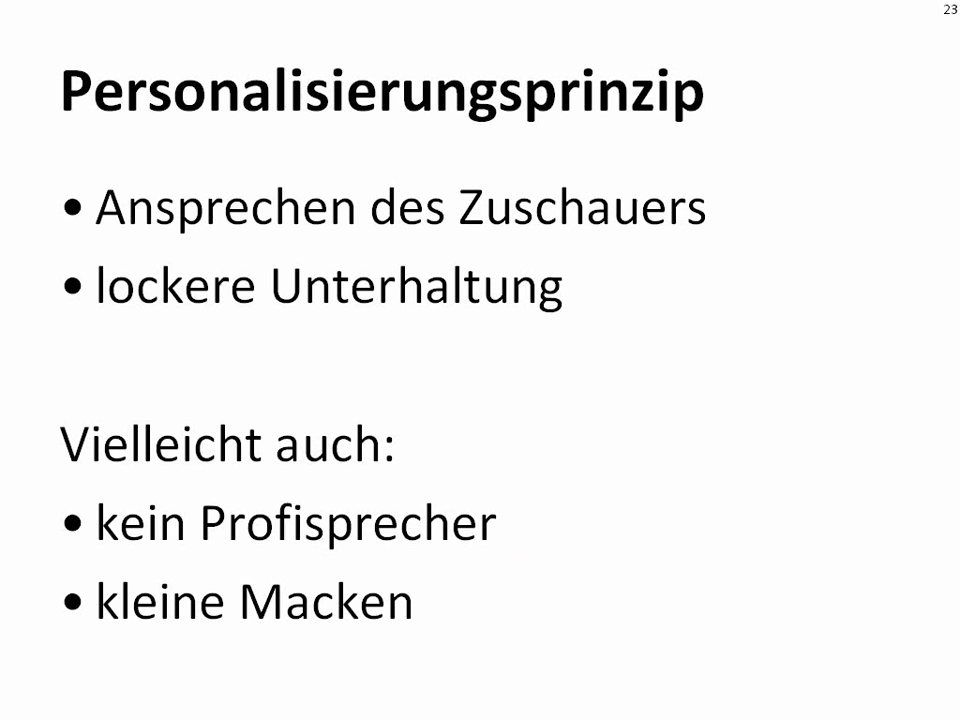 23
Personalisierungsprinzip
• Ansprechen des Zuschauers
• lockere Unterhaltung
Vielleicht auch:
• kein Profisprecher
• kleine Macken